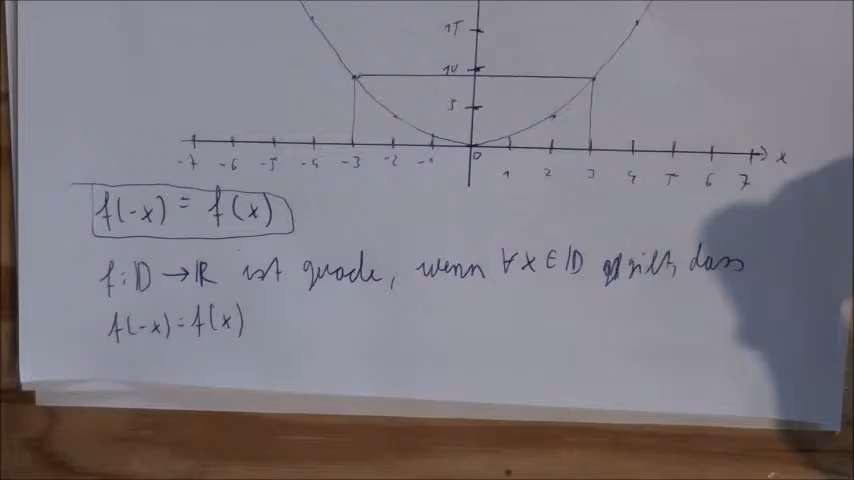 15
10
5
-7 -6 -5 -4 -3 -2 -1 0 1 2 3 4 5 6 7 x
f(-x) = f(x)
f: D → ℝ ist gerade, wenn ∀ x ∈ D gilt, dass
f(-x) = f(x)